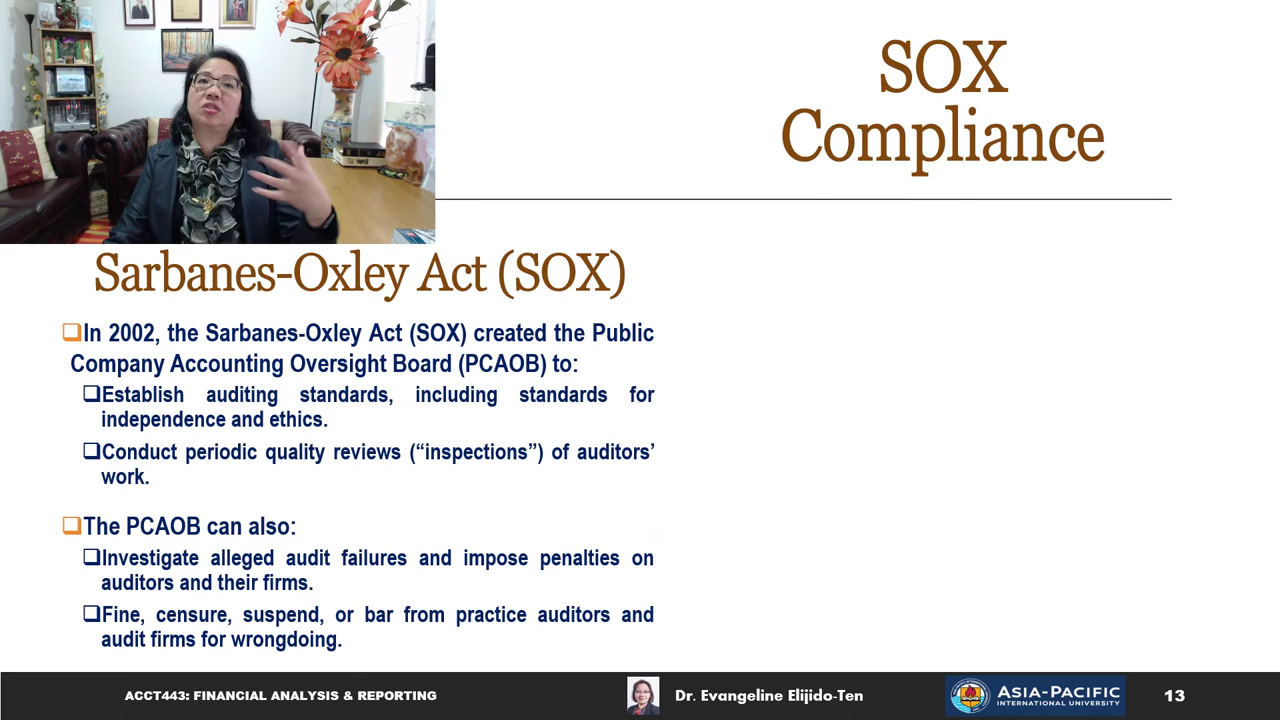 SOX
Compliance
Sarbanes-Oxley Act (SOX)
In 2002, the Sarbanes-Oxley Act (SOX) created the Public
Company Accounting Oversight Board (PCAOB) to:
Establish auditing standards, including standards for
independence and ethics.
Conduct periodic quality reviews (“inspections”) of auditors’
work.
The PCAOB can also:
Investigate alleged audit failures and impose penalties on
auditors and their firms.
Fine, censure, suspend, or bar from practice auditors and
audit firms for wrongdoing.
ACCT443: FINANCIAL ANALYSIS & REPORTING
Dr. Evangeline Elijido-Ten
ASIA-PACIFIC
INTERNATIONAL UNIVERSITY
13